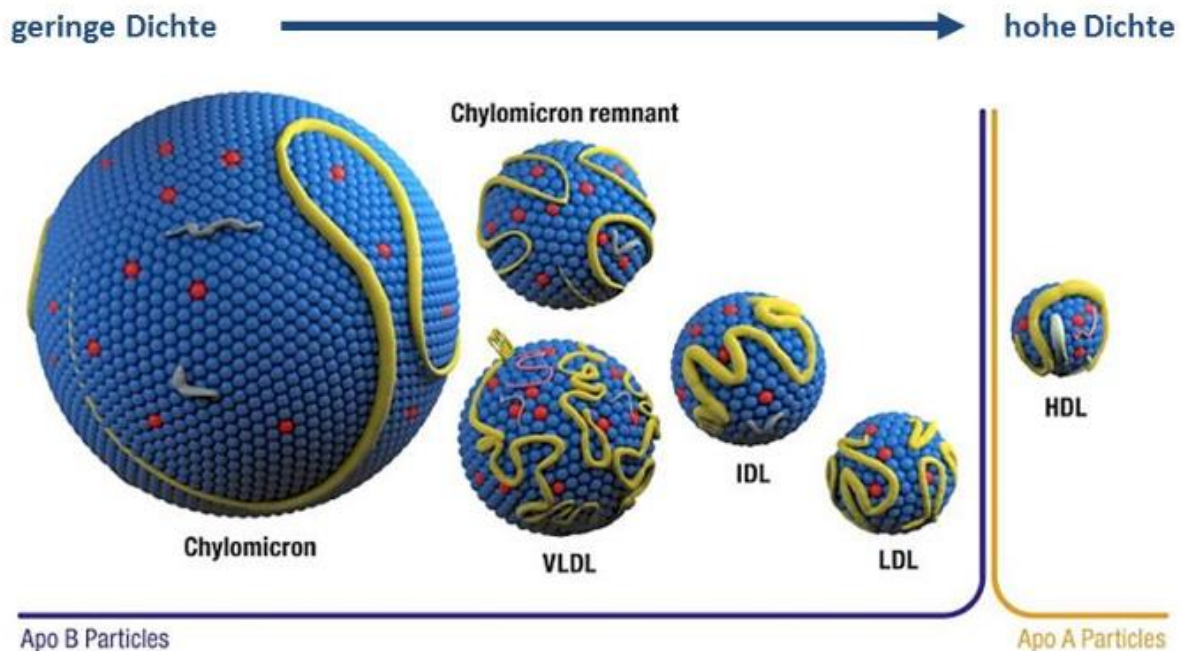 geringe Dichte
hohe Dichte
Chylomicron remnant
Chylomicron
VLDL
IDL
LDL
HDL
Apo B Particles
Apo A Particles